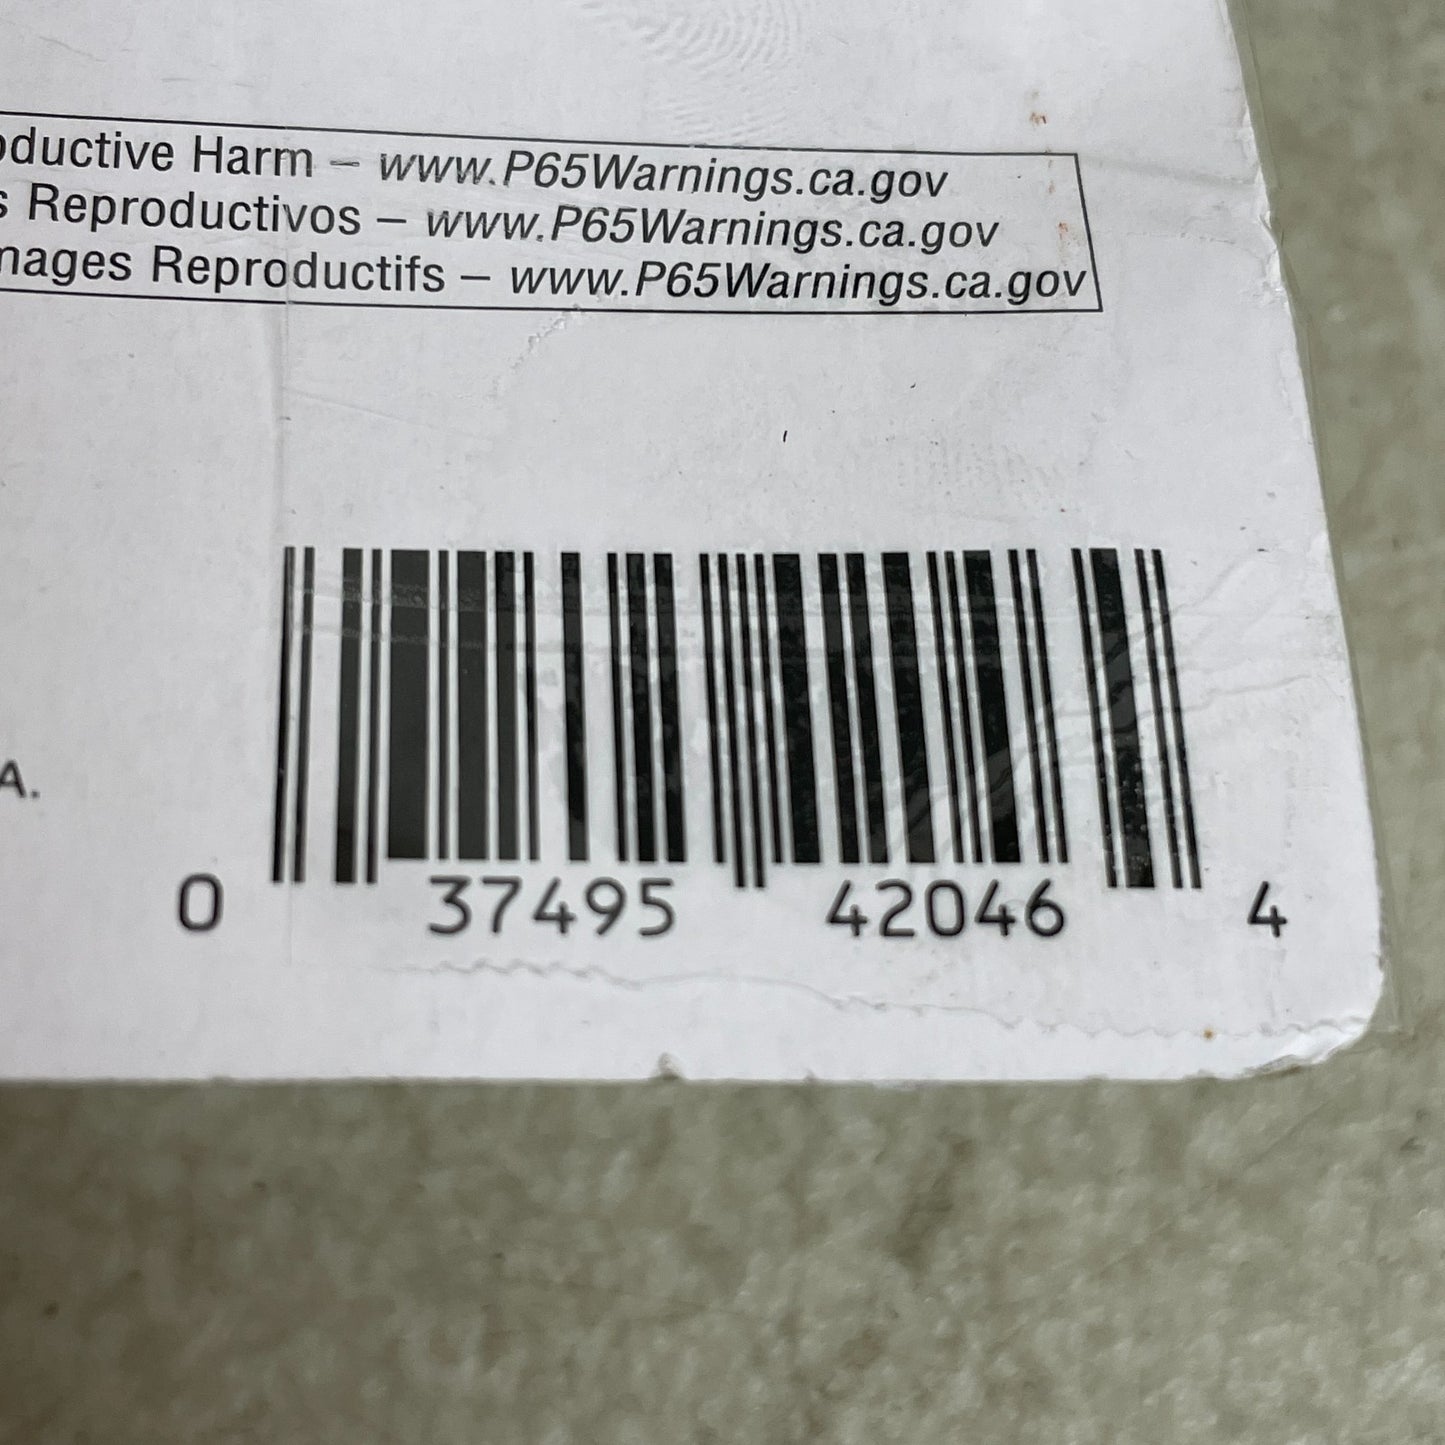 oductive Harm – www.P65Warnings.ca.gov
s Reproductivos – www.P65Warnings.ca.gov
mages Reproductifs – www.P65Warnings.ca.gov
A.
0 37495 42046 4